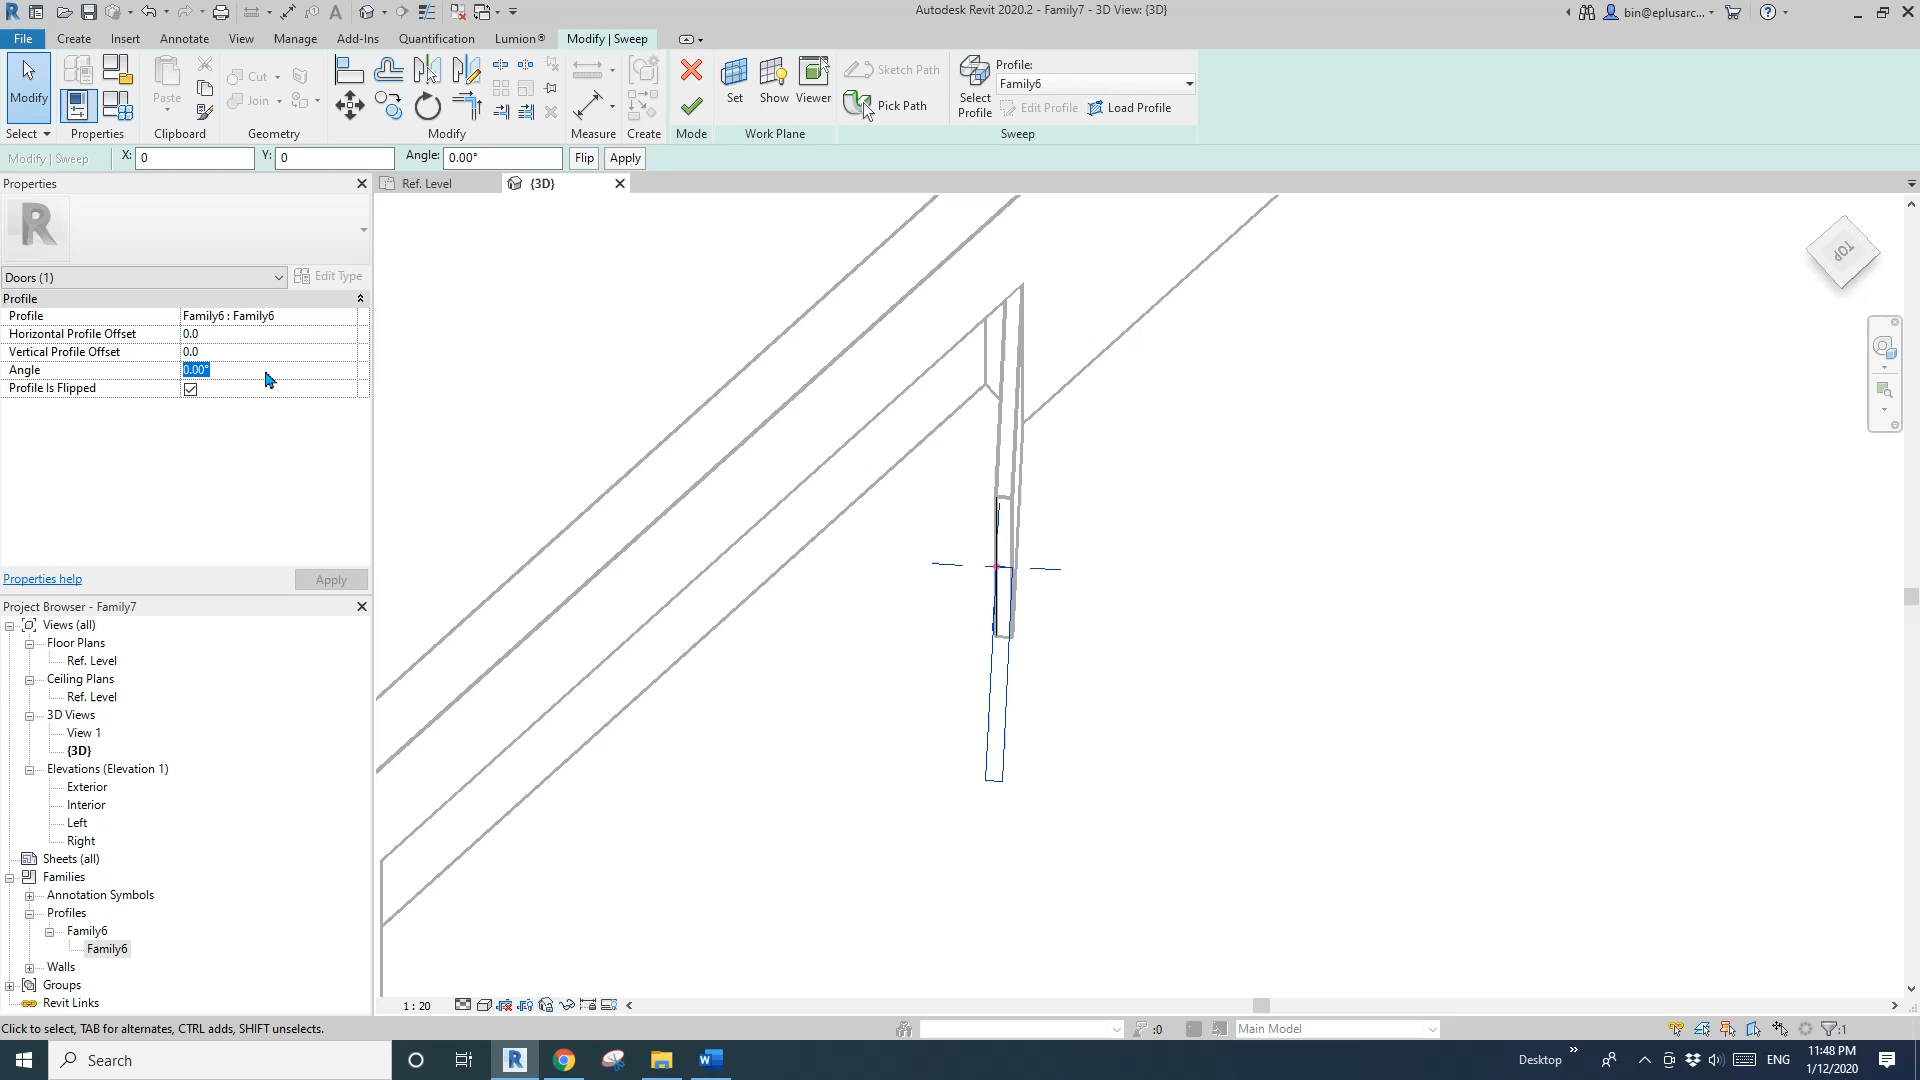 Autodesk Revit 2020.2 - Family7 - 3D View: {3D}
bin@eplusarc...
File Create Insert Annotate View Manage Add-Ins Quantification Lumion® Modify | Sweep
Modify
Paste
Cut
Join
Set
Show
Viewer
Sketch Path
Pick Path
Select Profile
Profile:
Family6
Edit Profile
Load Profile
Select Properties Clipboard Geometry Modify Measure Create Mode Work Plane Sweep
Modify | Sweep X: 0 Y: 0 Angle: 0.00° Flip Apply
Properties
Ref. Level
{3D}
TOP
Doors (1)
Edit Type
Profile
Profile Family6 : Family6
Horizontal Profile Offset 0.0
Vertical Profile Offset 0.0
Angle 0.00°
Profile Is Flipped
Properties help
Apply
Project Browser - Family7
Views (all)
Floor Plans
Ref. Level
Ceiling Plans
Ref. Level
3D Views
View 1
{3D}
Elevations (Elevation 1)
Exterior
Interior
Left
Right
Sheets (all)
Families
Annotation Symbols
Profiles
Family6
Family6
Walls
Groups
Revit Links
1 : 20
Click to select, TAB for alternates, CTRL adds, SHIFT unselects.
:0
Main Model
:1
Search
Desktop
ENG
11:48 PM
1/12/2020